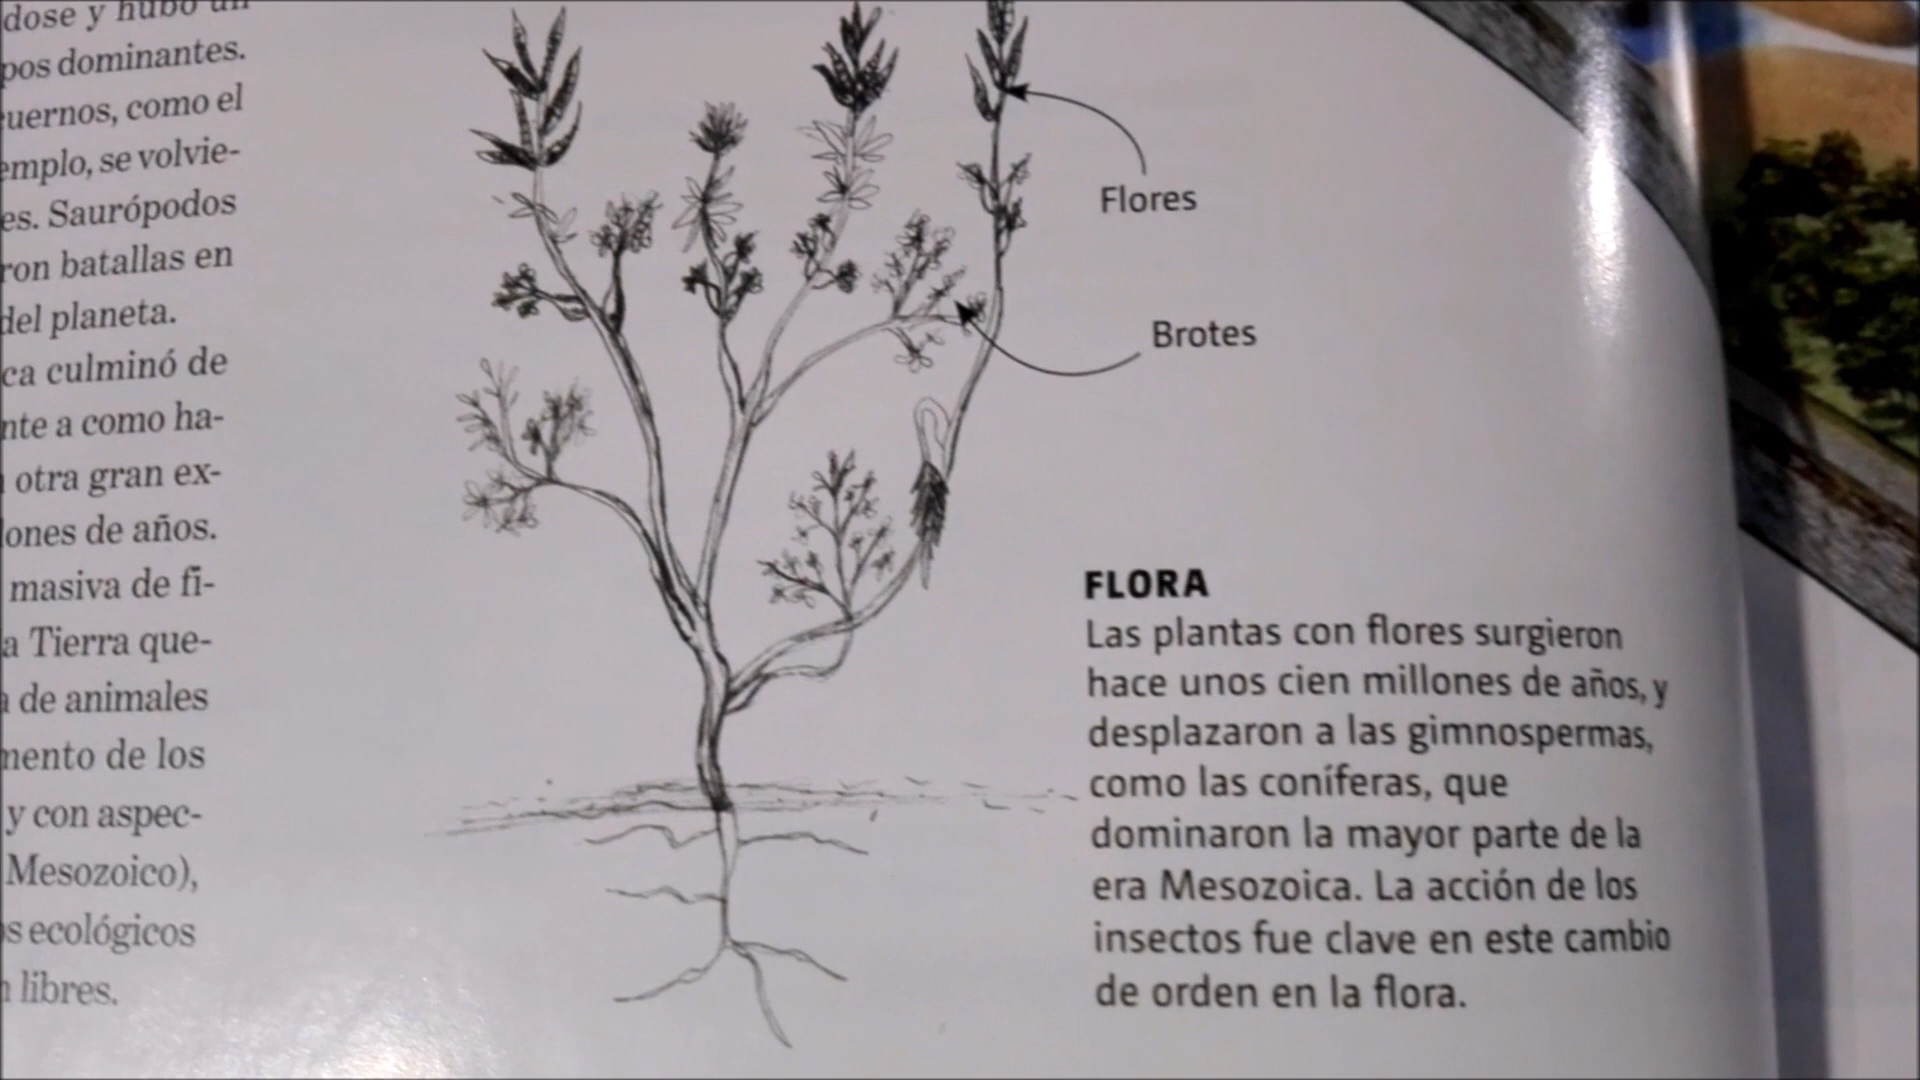 dose y hubo un
pos dominantes.
cuernos, como el
emplo, se volvie-
es. Saurópodos
ron batallas en
del planeta.
ca culminó de
nte a como ha-
otra gran ex-
lones de años.
masiva de fi-
a Tierra que-
a de animales
mento de los
y con aspec-
Mesozoico),
os ecológicos
n libres.
Flores
Brotes
FLORA
Las plantas con flores surgieron
hace unos cien millones de años, y
desplazaron a las gimnospermas,
como las coníferas, que
dominaron la mayor parte de la
era Mesozoica. La acción de los
insectos fue clave en este cambio
de orden en la flora.